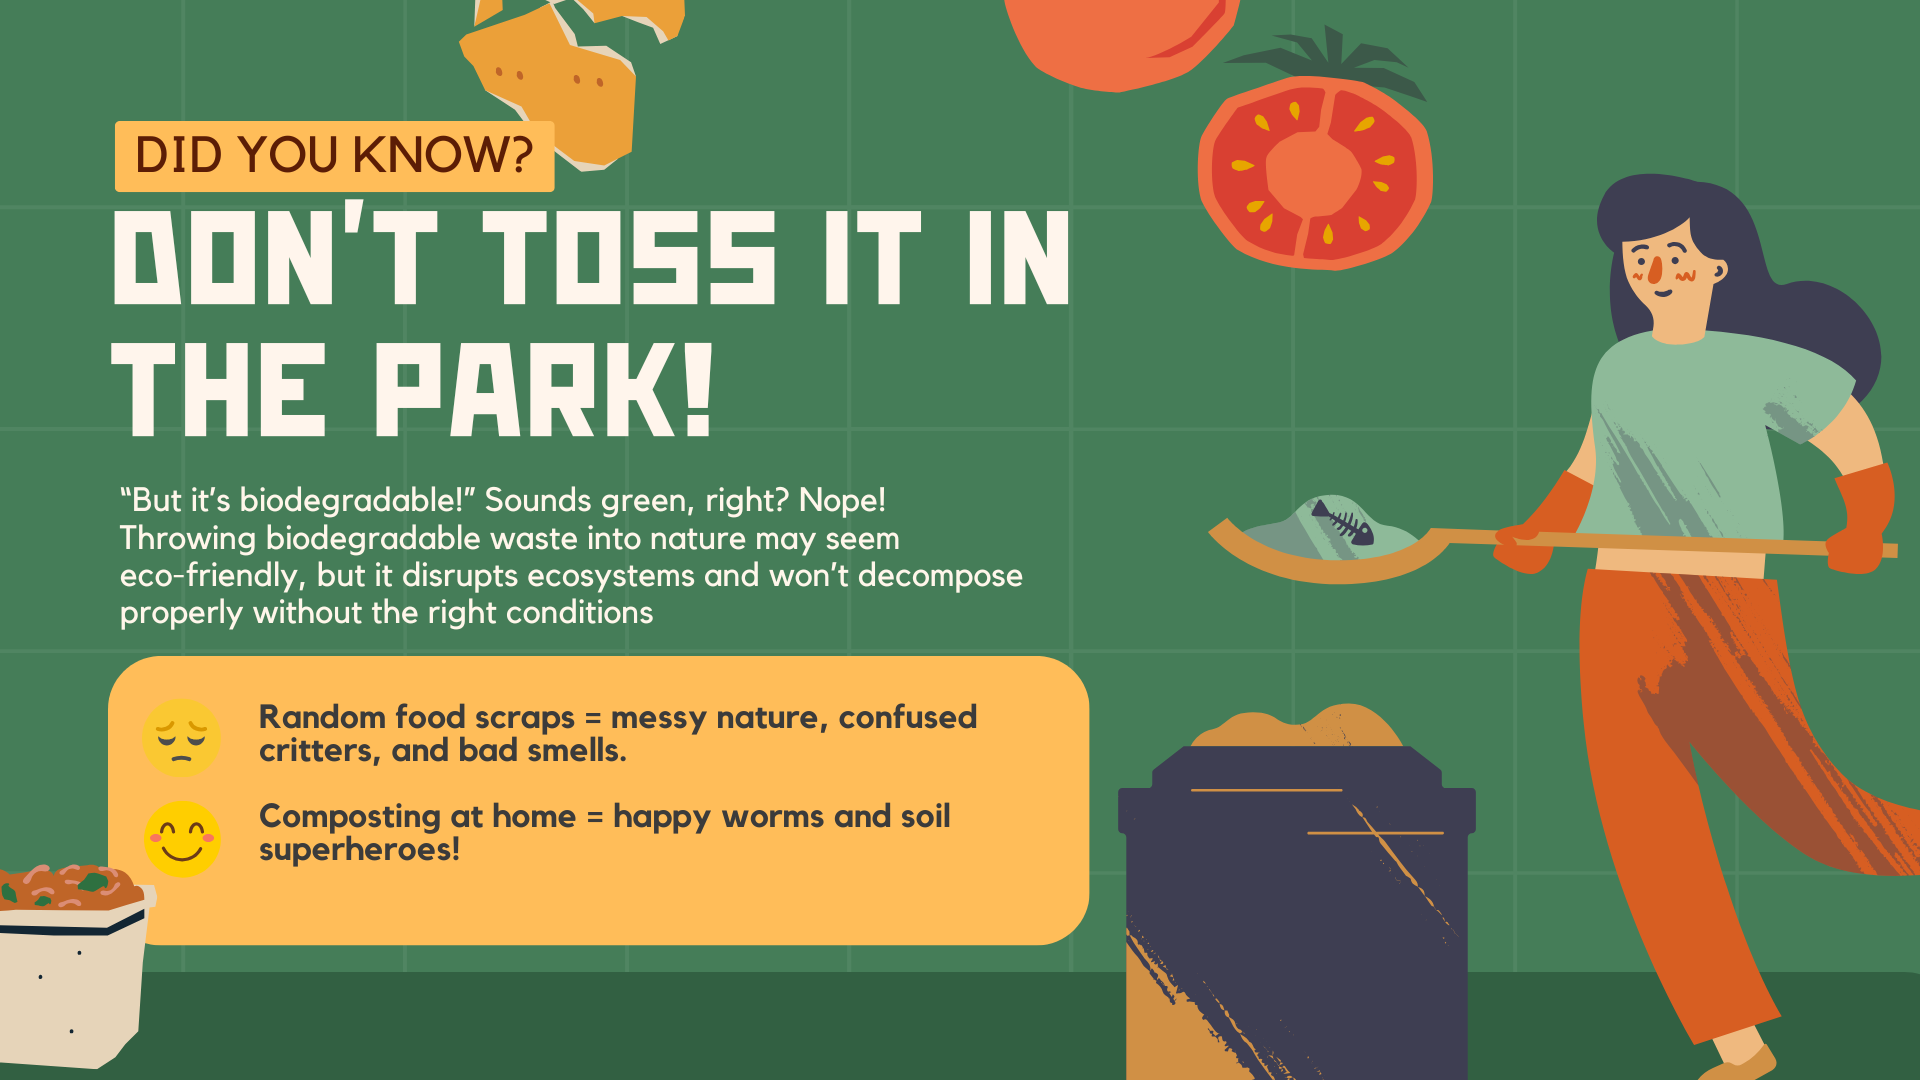 DID YOU KNOW?
DON'T TOSS IT IN
THE PARK!
“But it’s biodegradable!” Sounds green, right? Nope!
Throwing biodegradable waste into nature may seem
eco-friendly, but it disrupts ecosystems and won’t decompose
properly without the right conditions
Random food scraps = messy nature, confused
critters, and bad smells.
Composting at home = happy worms and soil
superheroes!